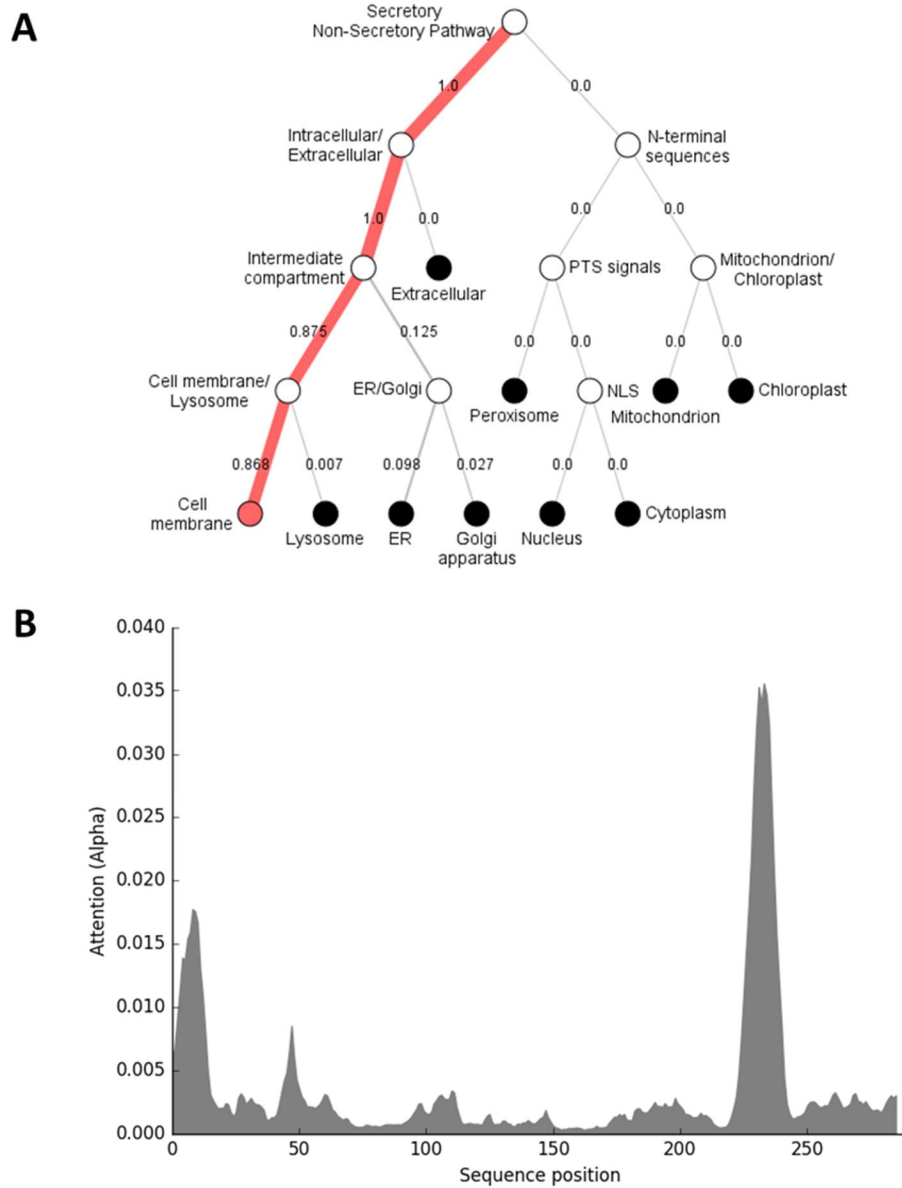 A
Secretory
Non-Secretory Pathway
1.0
0.0
Intracellular/
Extracellular
N-terminal
sequences
1.0
0.0
0.0
0.0
Intermediate
compartment
Extracellular
PTS signals
Mitochondrion/
Chloroplast
0.875
0.125
0.0
0.0
0.0
0.0
Cell membrane/
Lysosome
ER/Golgi
Peroxisome
NLS
Mitochondrion
Chloroplast
0.868
0.007
0.098
0.027
0.0
0.0
Cell
membrane
Lysosome
ER
Golgi
apparatus
Nucleus
Cytoplasm
B
0.040
0.035
0.030
0.025
0.020
0.015
0.010
0.005
0.000
Attention (Alpha)
0
50
100
150
200
250
Sequence position